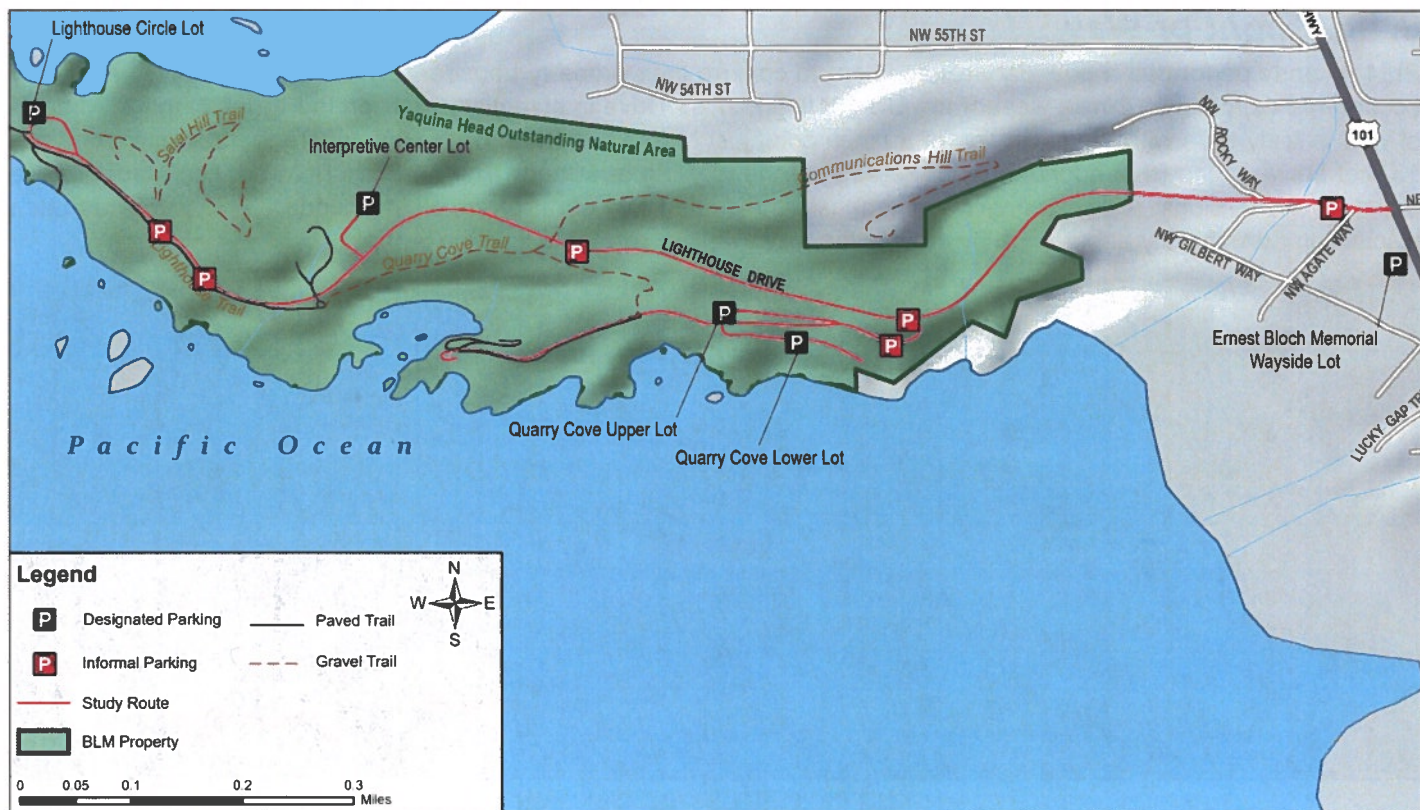 Lighthouse Circle Lot
P
Salal Hill Trail
Interpretive Center Lot
P
Yaquina Head Outstanding Natural Area
NW 55TH ST
NW 54TH ST
HWY
101
Communications Hill Trail
NW ROCKY WAY
NE
P
P
P
Lighthouse Trail
Quarry Cove Trail
P
LIGHTHOUSE DRIVE
P
NW GILBERT WAY
NW AGATE WAY
P
Ernest Bloch Memorial
Wayside Lot
P
P
P
P
Quarry Cove Upper Lot
Quarry Cove Lower Lot
Pacific Ocean
Legend
P Designated Parking
Paved Trail
P Informal Parking
Gravel Trail
Study Route
BLM Property
N
W E
S
0 0.05 0.1 0.2 0.3
Miles